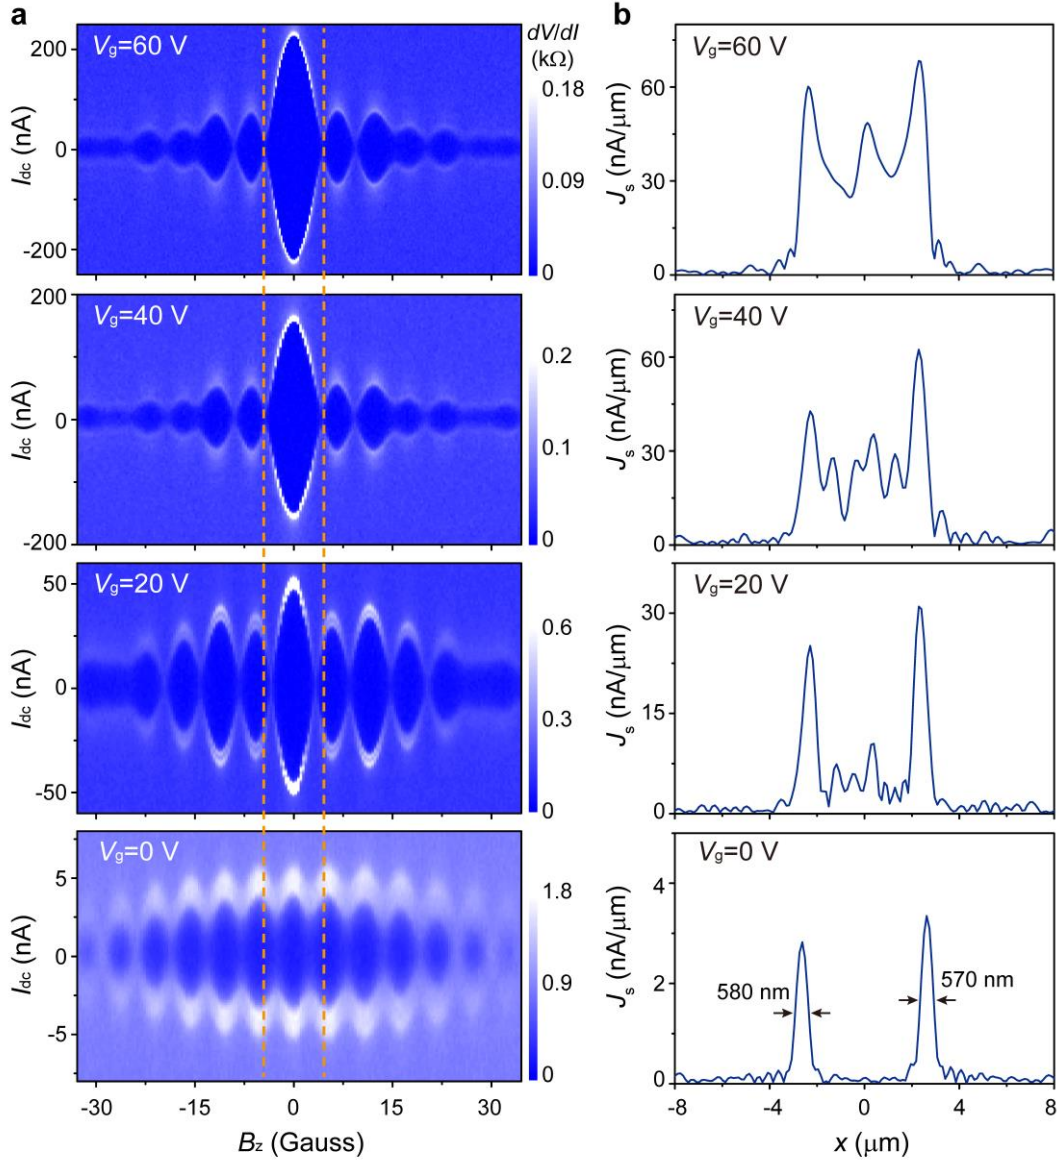 a
b
V_g=60 V
dV/dI
(kΩ)
200
0
-200
I_dc (nA)
0.18
0.09
0
V_g=60 V
60
30
0
J_s (nA/μm)
V_g=40 V
200
0
-200
I_dc (nA)
0.2
0.1
0
V_g=40 V
60
30
0
J_s (nA/μm)
V_g=20 V
50
0
-50
I_dc (nA)
0.6
0.3
0
V_g=20 V
30
15
0
J_s (nA/μm)
V_g=0 V
5
0
-5
I_dc (nA)
1.8
0.9
0
-30 -15 0 15 30
B_z (Gauss)
V_g=0 V
4
2
0
J_s (nA/μm)
580 nm
570 nm
-8 -4 0 4 8
x (μm)